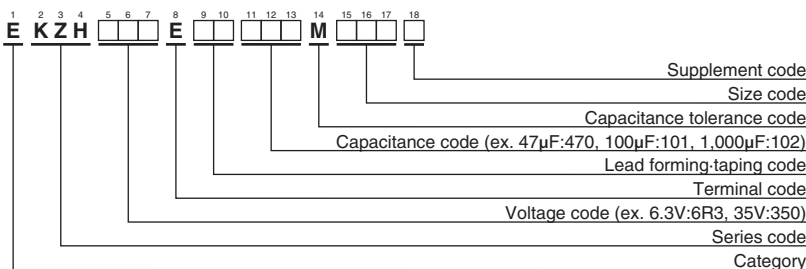 1 2 3 4 5 6 7 8 9 10 11 12 13 14 15 16 17 18
E KZH □□□ E □□ □□□ M □□□ □
Supplement code
Size code
Capacitance tolerance code
Capacitance code (ex. 47µF:470, 100µF:101, 1,000µF:102)
Lead forming·taping code
Terminal code
Voltage code (ex. 6.3V:6R3, 35V:350)
Series code
Category